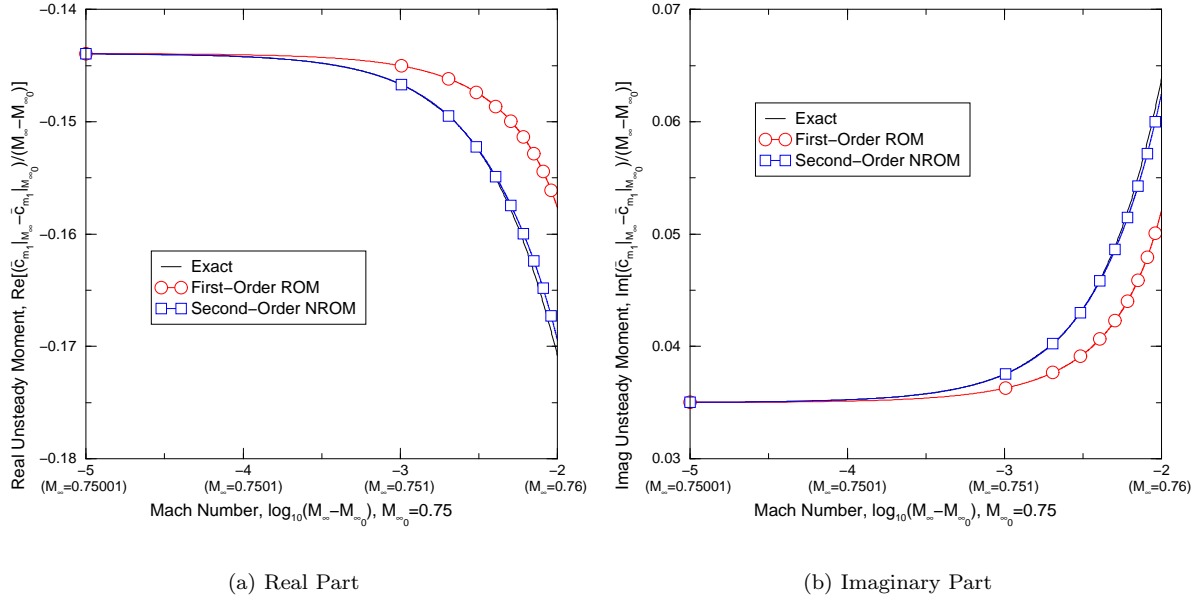 −0.14
−0.15
−0.16
−0.17
−0.18
Real Unsteady Moment, Re[(c̄ₘ₁|M∞−c̄ₘ₁|M∞₀)/(M∞−M∞₀)]
Exact
First−Order ROM
Second−Order NROM
−5 −4 −3 −2
(M∞=0.75001) (M∞=0.7501) (M∞=0.751) (M∞=0.76)
Mach Number, log₁₀(M∞−M∞₀), M∞₀=0.75
(a) Real Part
0.07
0.06
0.05
0.04
0.03
Imag Unsteady Moment, Im[(c̄ₘ₁|M∞−c̄ₘ₁|M∞₀)/(M∞−M∞₀)]
Exact
First−Order ROM
Second−Order NROM
−5 −4 −3 −2
(M∞=0.75001) (M∞=0.7501) (M∞=0.751) (M∞=0.76)
Mach Number, log₁₀(M∞−M∞₀), M∞₀=0.75
(b) Imaginary Part